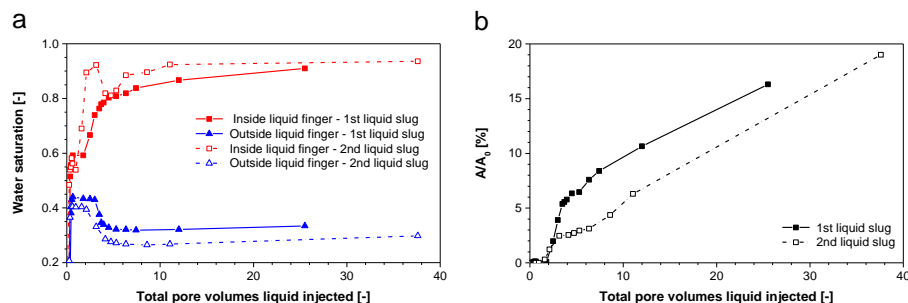 a
Water saturation [-]
1.0
0.8
0.6
0.4
0.2
Inside liquid finger - 1st liquid slug
Outside liquid finger - 1st liquid slug
Inside liquid finger - 2nd liquid slug
Outside liquid finger - 2nd liquid slug
0
10
20
30
40
Total pore volumes liquid injected [-]
b
A/A0 [%]
20
15
10
5
0
1st liquid slug
2nd liquid slug
0
10
20
30
40
Total pore volumes liquid injected [-]